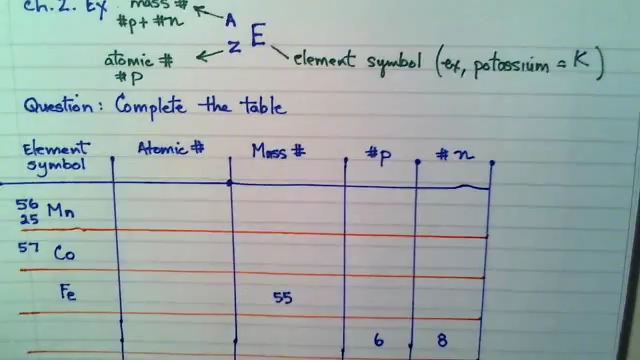 Ch. 2. Ex mass #
#p + #n
A
Z E
atomic #
#p
element symbol (ex, potassium = K)
Question: Complete the table
Element symbol Atomic # Mass # #p #n
56
25 Mn
57 Co
Fe 55
6 8